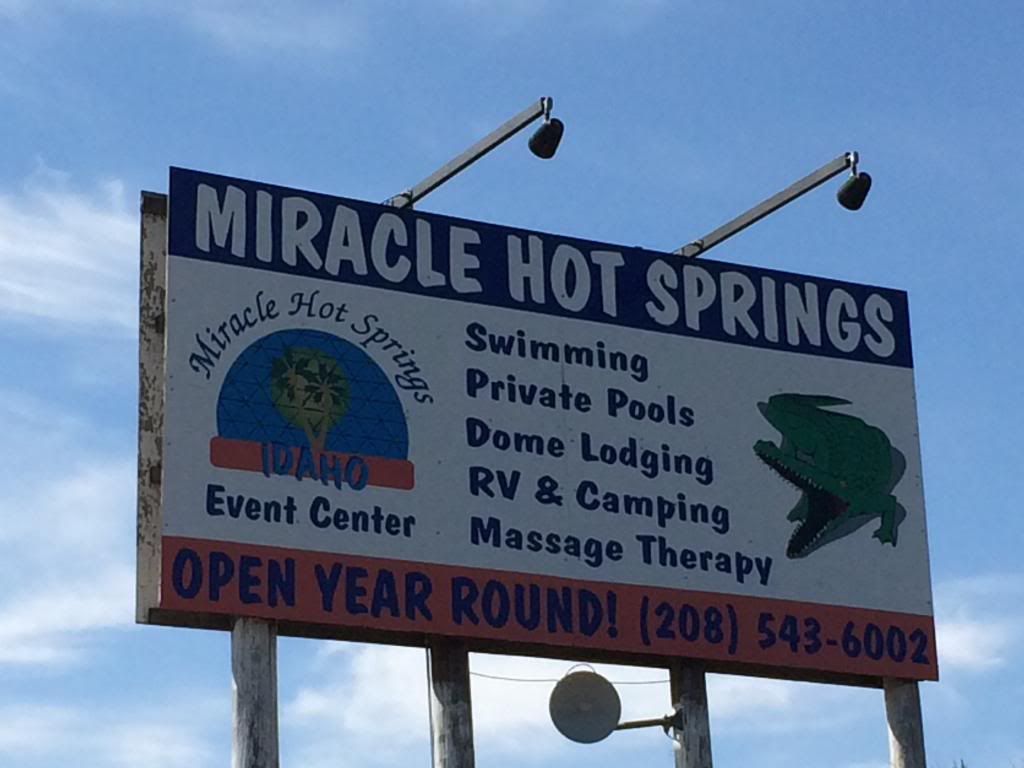 MIRACLE HOT SPRINGS
Miracle Hot Springs
IDAHO
Event Center
Swimming
Private Pools
Dome Lodging
RV & Camping
Massage Therapy
OPEN YEAR ROUND! (208) 543-6002